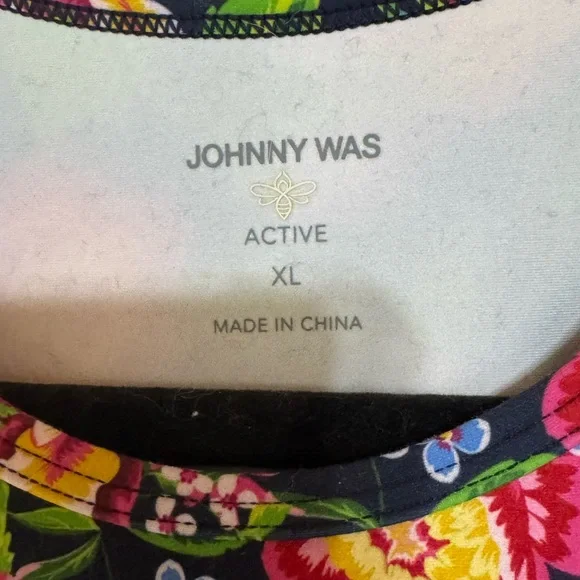 JOHNNY WAS
ACTIVE
XL
MADE IN CHINA